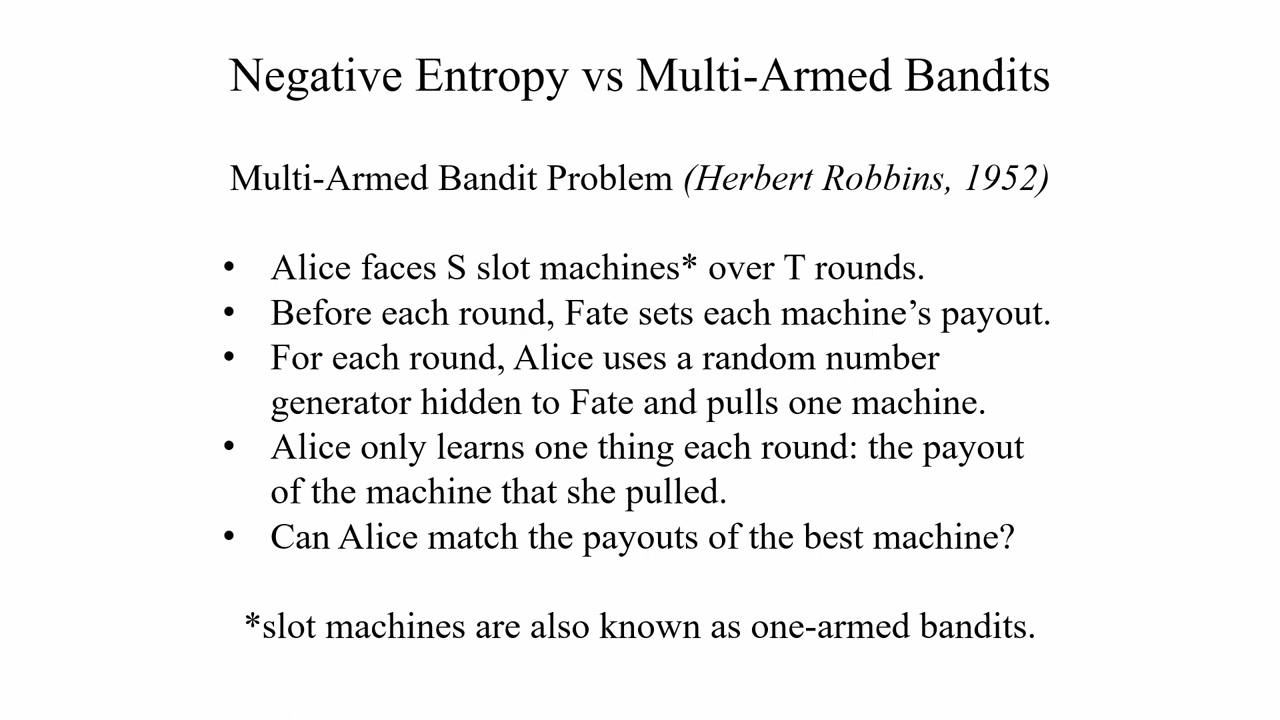 Negative Entropy vs Multi-Armed Bandits
Multi-Armed Bandit Problem (Herbert Robbins, 1952)
• Alice faces S slot machines* over T rounds.
• Before each round, Fate sets each machine’s payout.
• For each round, Alice uses a random number
generator hidden to Fate and pulls one machine.
• Alice only learns one thing each round: the payout
of the machine that she pulled.
• Can Alice match the payouts of the best machine?
*slot machines are also known as one-armed bandits.